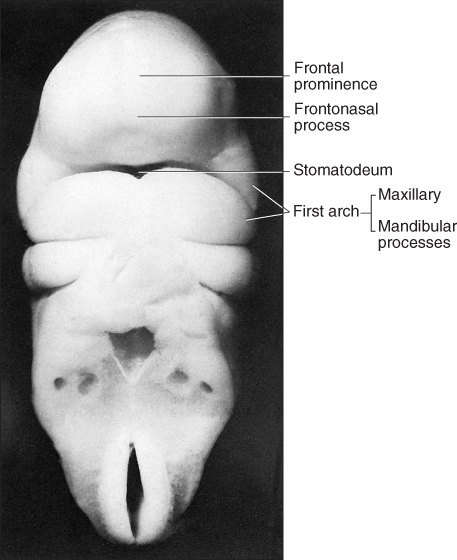 Frontal
prominence
Frontonasal
process
Stomatodeum
First arch
Maxillary
Mandibular
processes